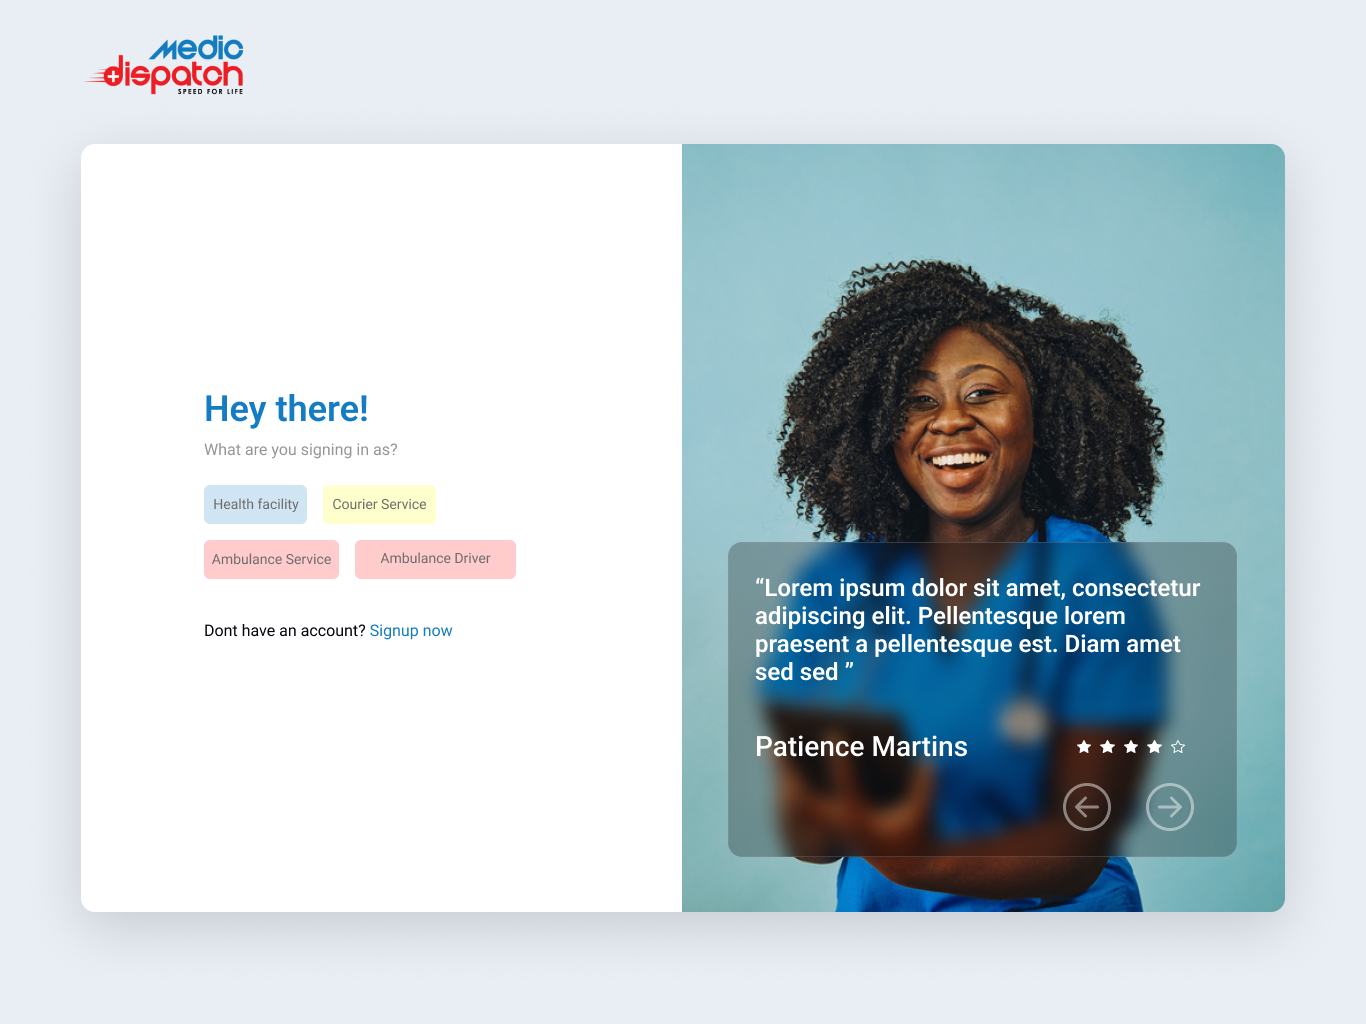 medic
dispatch
SPEED FOR LIFE
Hey there!
What are you signing in as?
Health facility
Courier Service
Ambulance Service
Ambulance Driver
Dont have an account? Signup now
“Lorem ipsum dolor sit amet, consectetur
adipiscing elit. Pellentesque lorem
praesent a pellentesque est. Diam amet
sed sed ”
Patience Martins